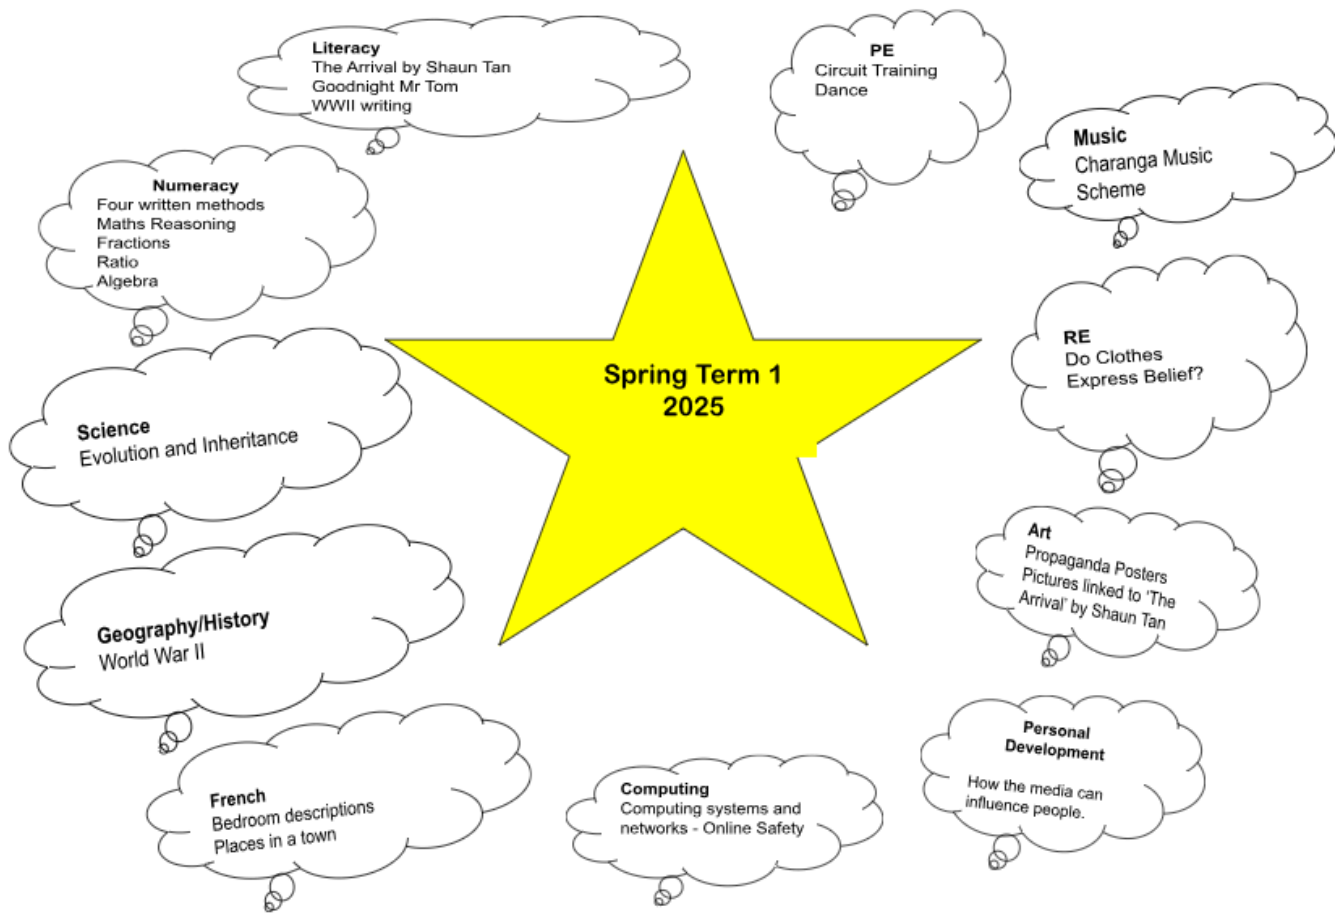 Literacy
The Arrival by Shaun Tan
Goodnight Mr Tom
WWII writing
PE
Circuit Training
Dance
Music
Charanga Music
Scheme
Numeracy
Four written methods
Maths Reasoning
Fractions
Ratio
Algebra
Spring Term 1
2025
RE
Do Clothes
Express Belief?
Science
Evolution and Inheritance
Art
Propaganda Posters
Pictures linked to 'The
Arrival' by Shaun Tan
Geography/History
World War II
Personal
Development
How the media can
influence people.
French
Bedroom descriptions
Places in a town
Computing
Computing systems and
networks - Online Safety